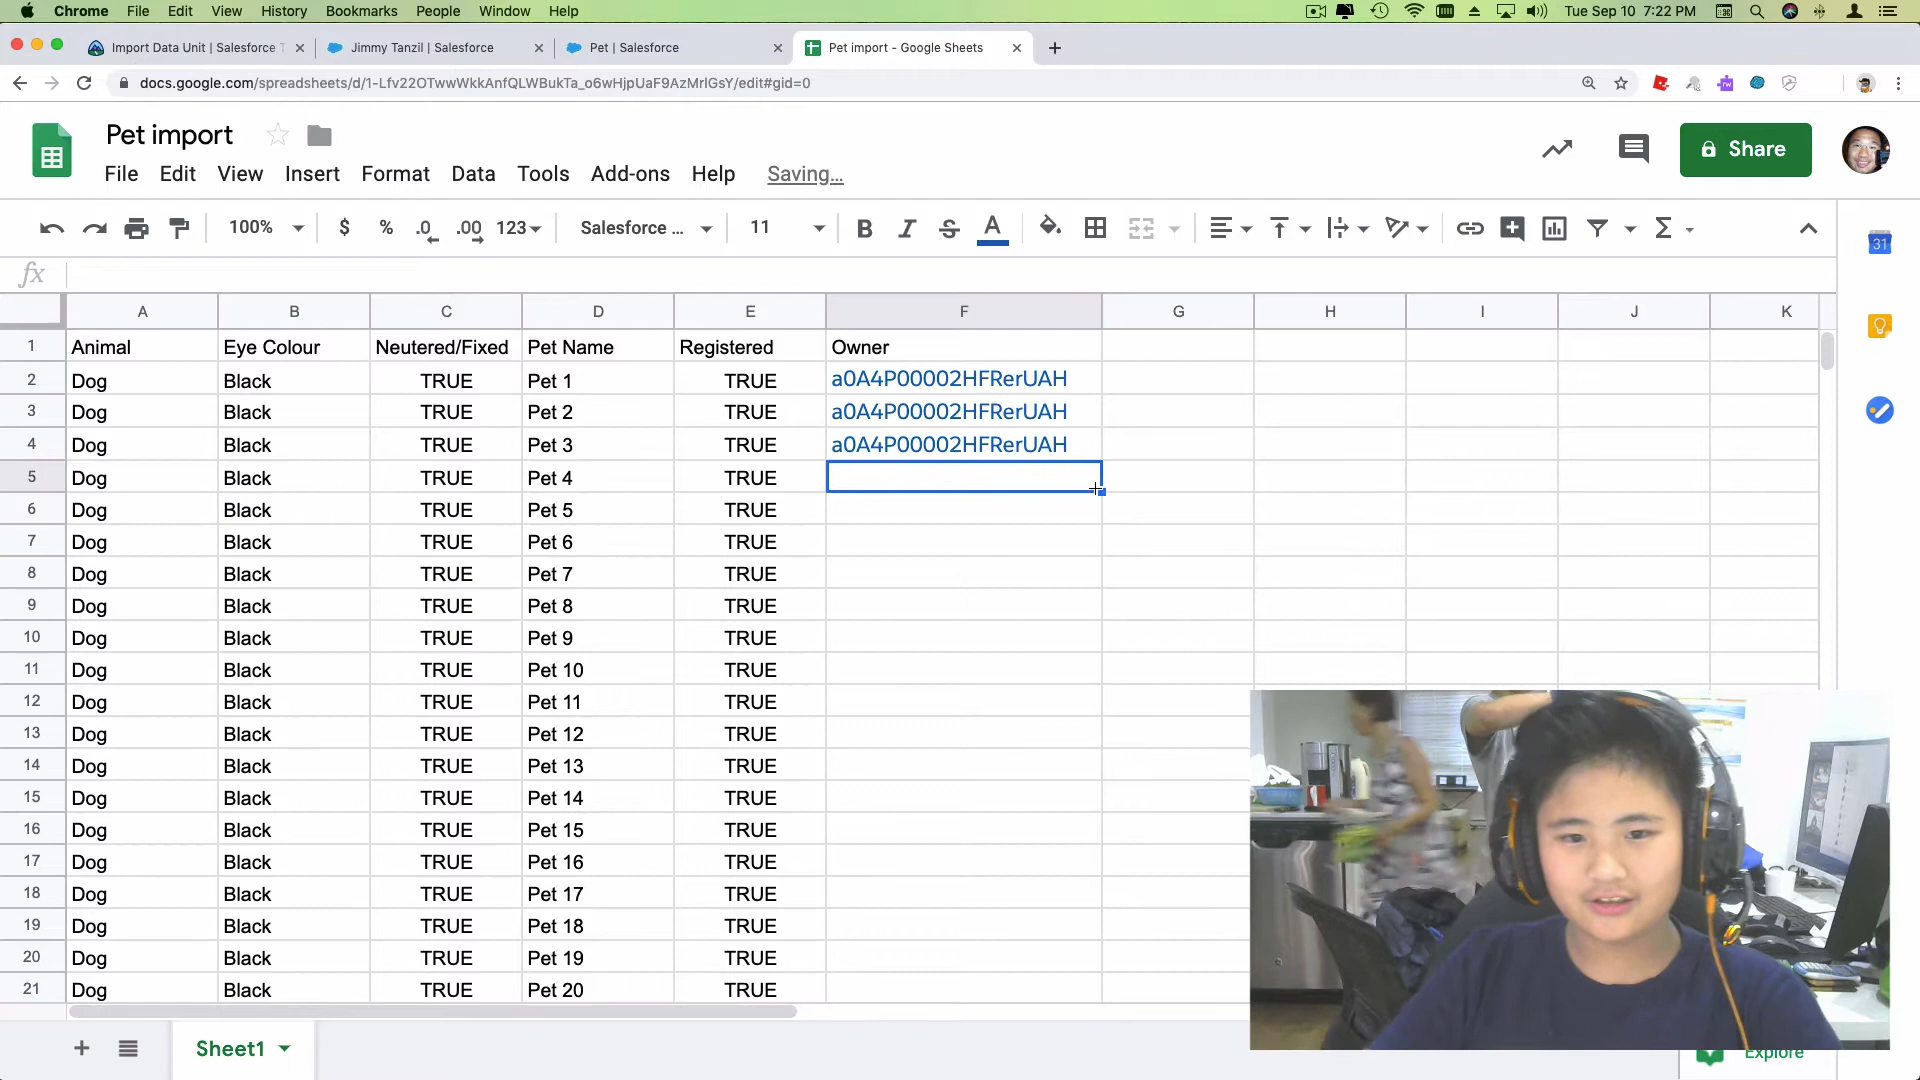 Chrome File Edit View History Bookmarks People Window Help Tue Sep 10 7:22 PM
Import Data Unit | Salesforce T Jimmy Tanzil | Salesforce Pet | Salesforce Pet import - Google Sheets
docs.google.com/spreadsheets/d/1-Lfv22OTwwWkkAnfQLWBukTa_o6wHjpUaF9AzMrIGsY/edit#gid=0
Pet import
Share
File Edit View Insert Format Data Tools Add-ons Help Saving...
100% $ % .0 .00 123 Salesforce ... 11 B I S A
31
fx
A B C D E F G H I J K
1 Animal Eye Colour Neutered/Fixed Pet Name Registered Owner
2 Dog Black TRUE Pet 1 TRUE a0A4P00002HFRerUAH
3 Dog Black TRUE Pet 2 TRUE a0A4P00002HFRerUAH
4 Dog Black TRUE Pet 3 TRUE a0A4P00002HFRerUAH
5 Dog Black TRUE Pet 4 TRUE
6 Dog Black TRUE Pet 5 TRUE
7 Dog Black TRUE Pet 6 TRUE
8 Dog Black TRUE Pet 7 TRUE
9 Dog Black TRUE Pet 8 TRUE
10 Dog Black TRUE Pet 9 TRUE
11 Dog Black TRUE Pet 10 TRUE
12 Dog Black TRUE Pet 11 TRUE
13 Dog Black TRUE Pet 12 TRUE
14 Dog Black TRUE Pet 13 TRUE
15 Dog Black TRUE Pet 14 TRUE
16 Dog Black TRUE Pet 15 TRUE
17 Dog Black TRUE Pet 16 TRUE
18 Dog Black TRUE Pet 17 TRUE
19 Dog Black TRUE Pet 18 TRUE
20 Dog Black TRUE Pet 19 TRUE
21 Dog Black TRUE Pet 20 TRUE
Sheet1
Explore